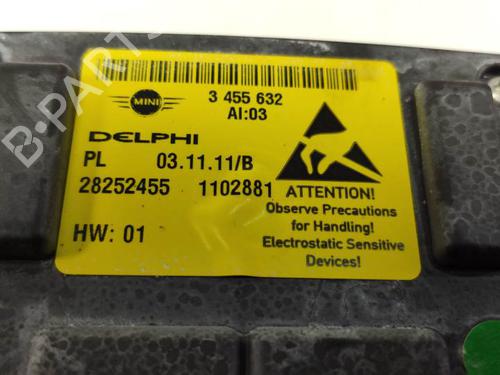 MINI
3 455 632
AI:03
DELPHI
PL 03.11.11/B
28252455 1102881
HW: 01
ATTENTION!
Observe Precautions
for Handling!
Electrostatic Sensitive
Devices!
B-PARTS